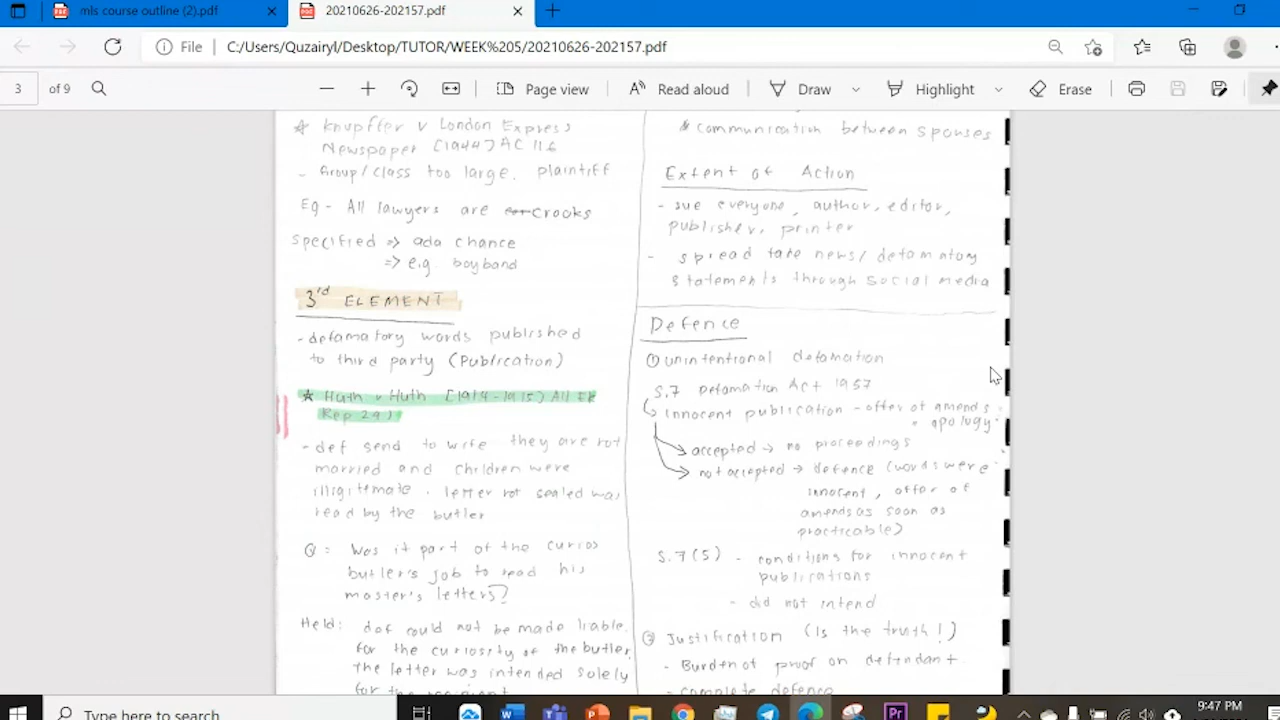 mls course outline (2).pdf
20210626-202157.pdf
File
C:/Users/Quzairyl/Desktop/TUTOR/WEEK%205/20210626-202157.pdf
3 of 9
Page view
Read aloud
Draw
Highlight
Erase
* Knupffer v London Express
Newspaper [1944] AC 116
- Group/Class too large. plaintiff
Eg - All lawyers are crooks
Specified => ada chance
=> e.g. boyband
3rd ELEMENT
- defamatory words published
to third party (Publication)
* Huth v Huth [1914-1915] All ER
Rep 242
- def send to wife they are not
married and children were
illigitemate. letter not sealed was
read by the butler
Q: Was it part of the curios
butler's job to read his
master's letters?
Held: def could not be made liable
for the curiosity of the butler,
the letter was intended solely
for the recipient
* communication between spouses
Extent of Action
- sue everyone, author, editor,
publisher, printer
- spread fake news/defamatory
statements through social media
Defence
① unintentional defamation
S.7 Defamation Act 1957
innocent publication - offer of amends
• apology
accepted → no proceedings
not accepted → defence (words were
innocent, offer of
amends as soon as
practicable)
S.7(5) - conditions for innocent
publications
- did not intend
② Justification (Is the truth!)
- Burden of proof on defendant
- complete defence
Type here to search
9:47 PM